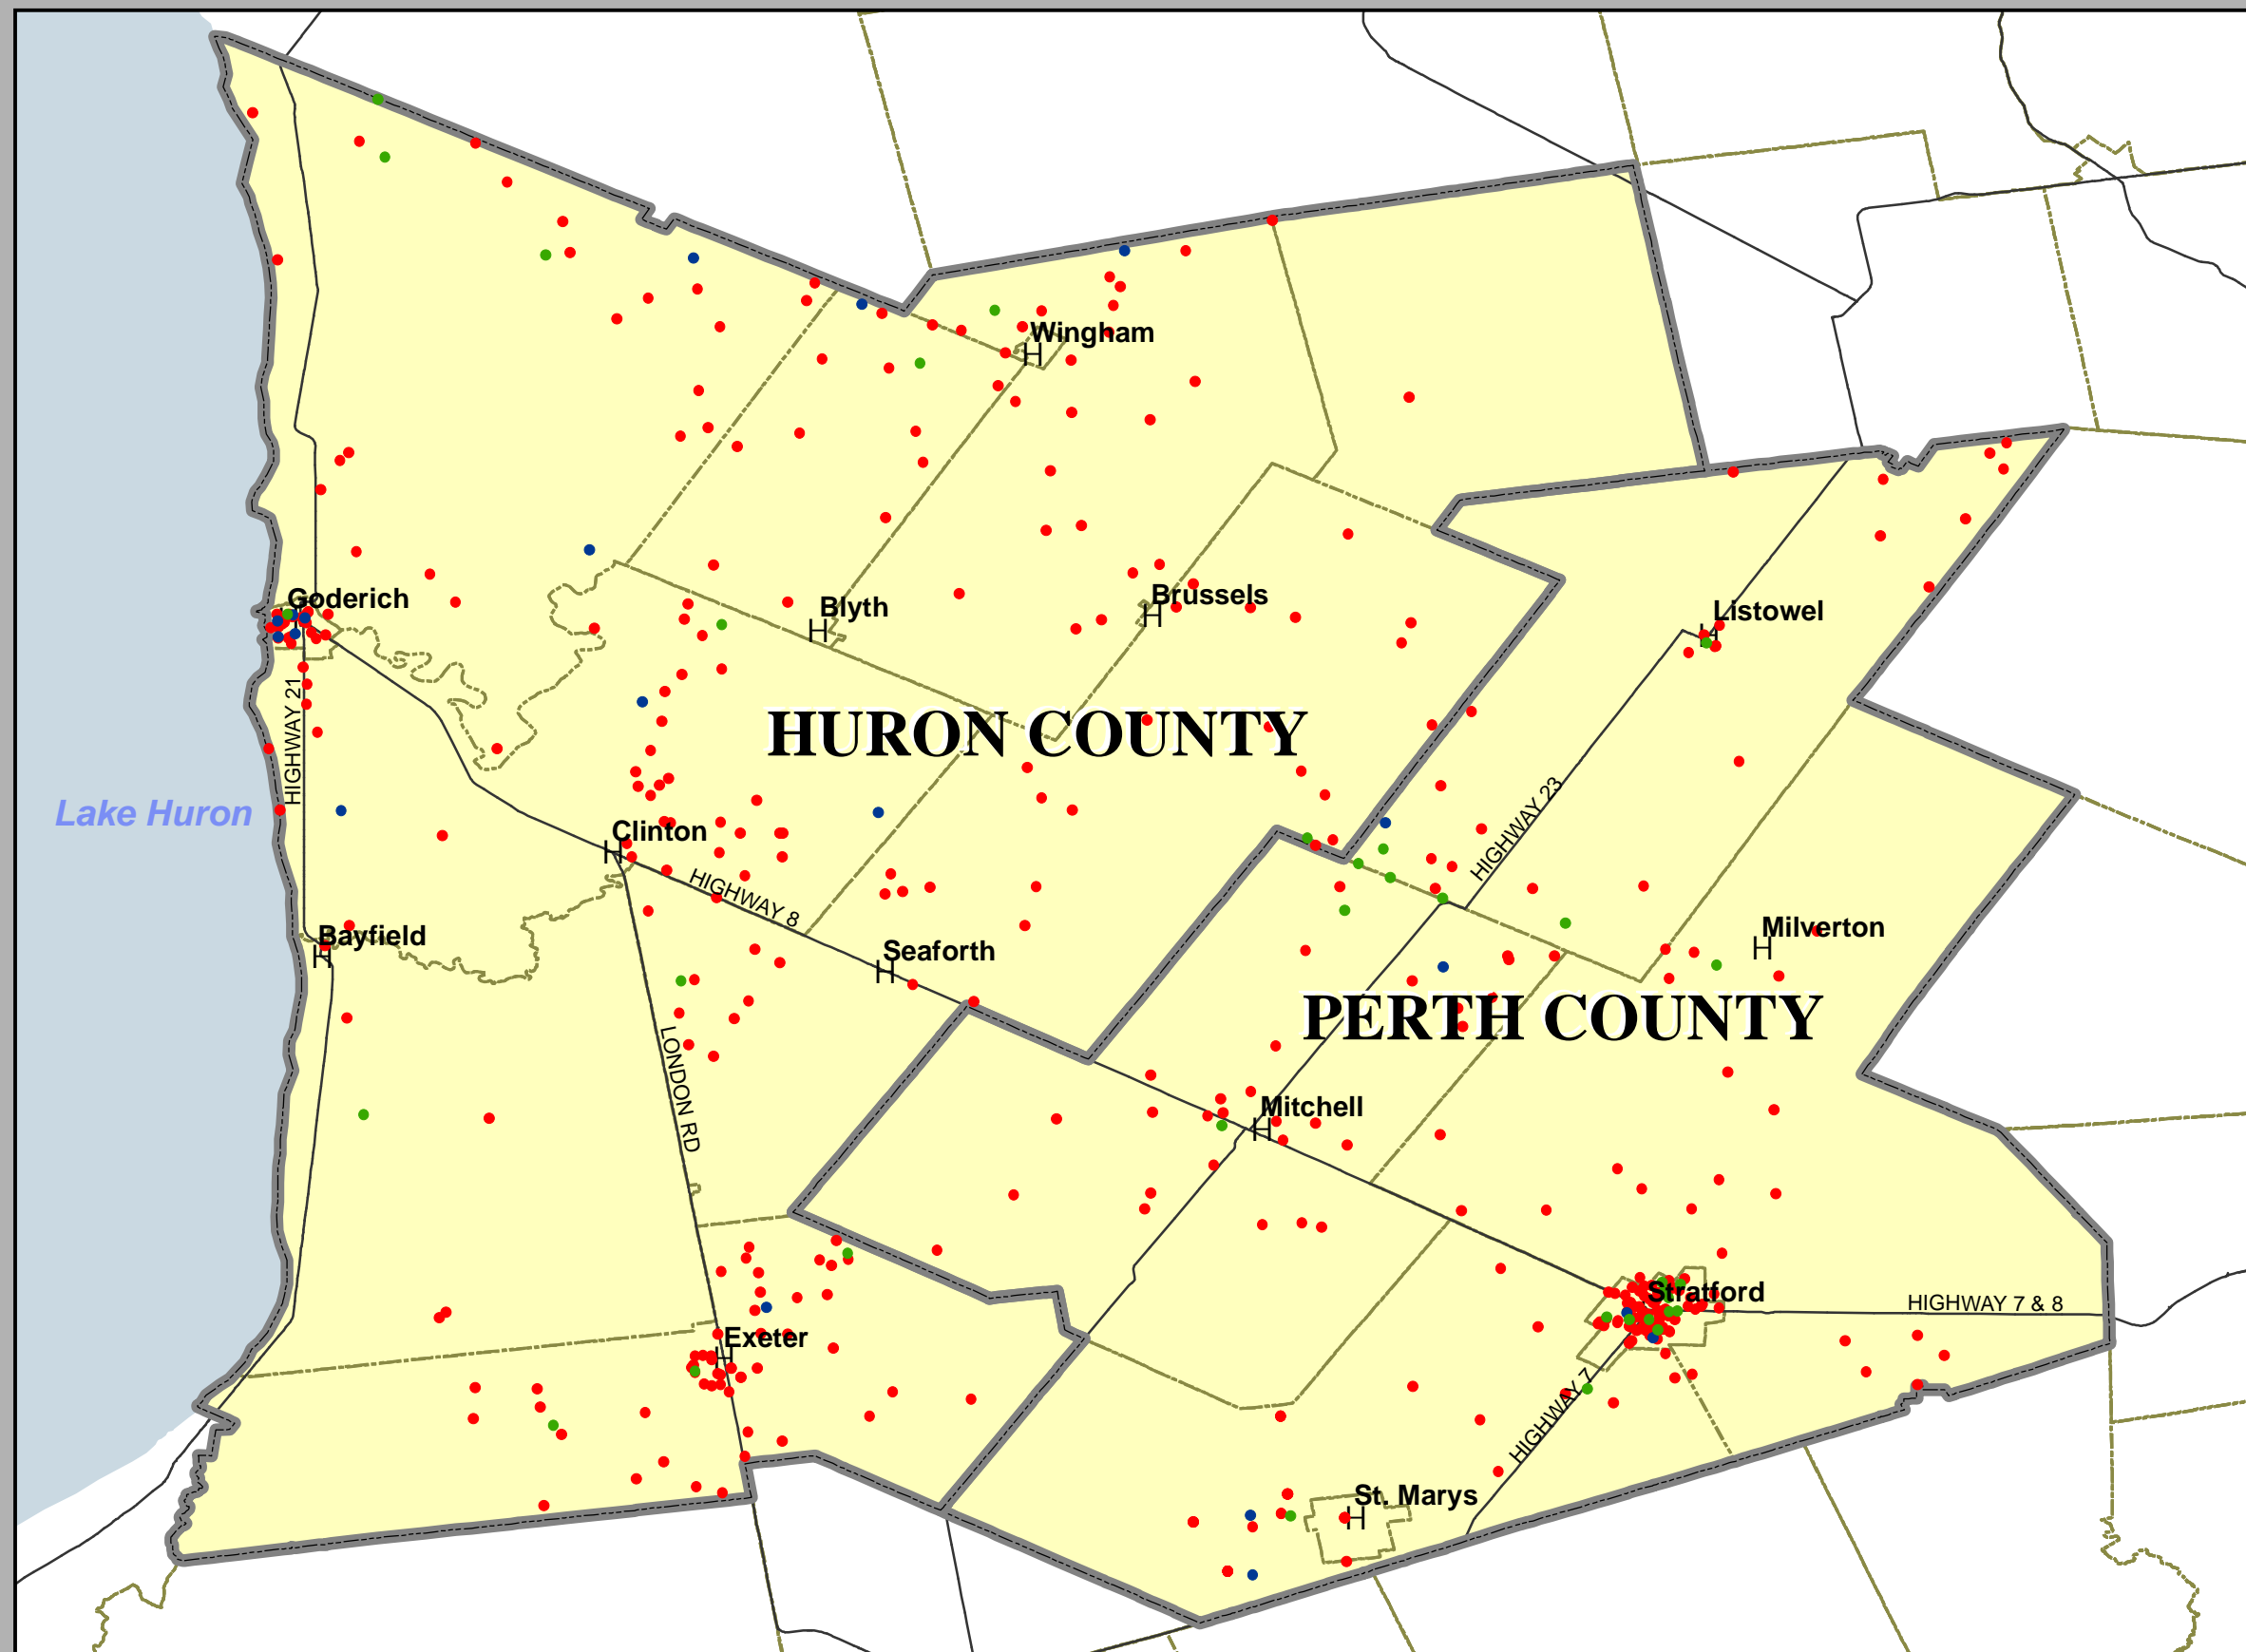 Wingham
H
Goderich
Blyth
H
Brussels
H
Listowel
H
HIGHWAY 21
HURON COUNTY
Lake Huron
HIGHWAY 23
Clinton
H
HIGHWAY 8
Bayfield
H
Seaforth
H
Milverton
H
PERTH COUNTY
LONDON RD
Mitchell
H
Stratford
HIGHWAY 7 & 8
Exeter
H
HIGHWAY 7
St. Marys
H